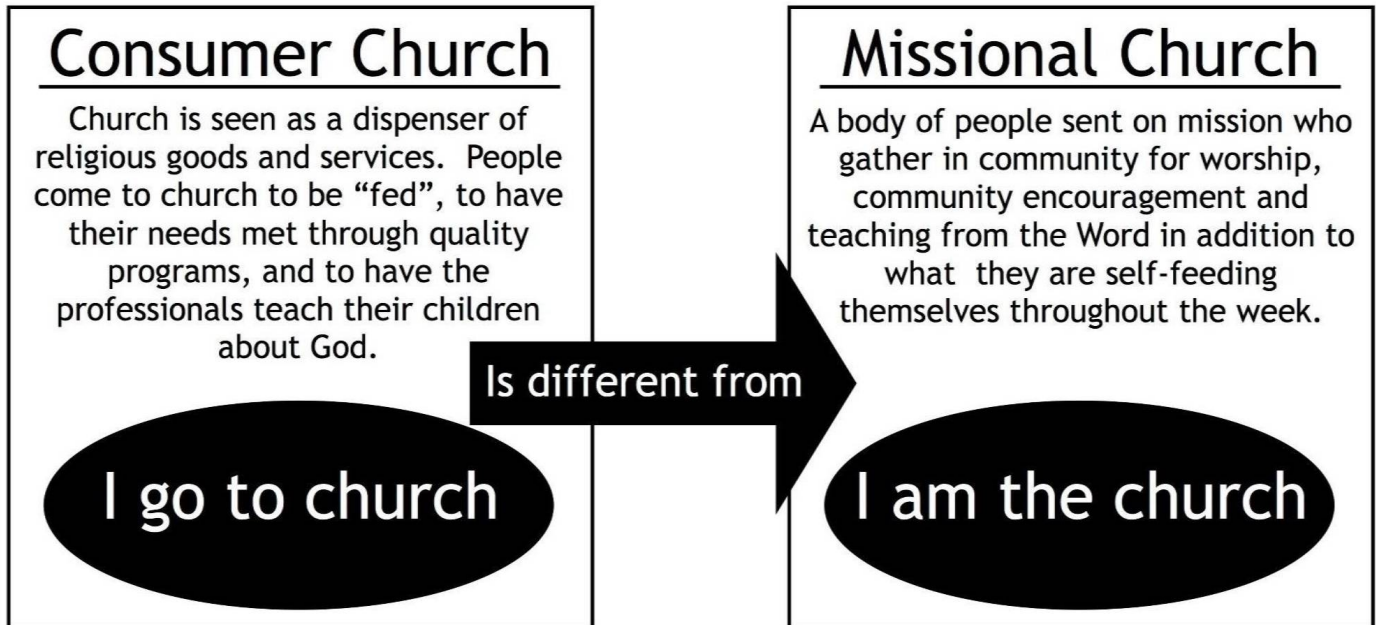 Consumer Church
Church is seen as a dispenser of
religious goods and services.  People
come to church to be “fed”, to have
their needs met through quality
programs, and to have the
professionals teach their children
about God.
I go to church
Is different from
Missional Church
A body of people sent on mission who
gather in community for worship,
community encouragement and
teaching from the Word in addition to
what  they are self-feeding
themselves throughout the week.
I am the church